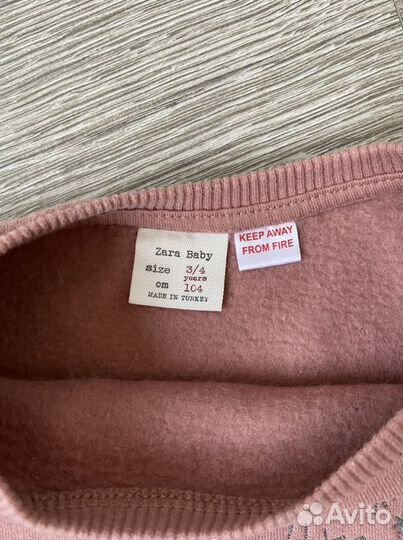 Zara Baby
size 3/4
years
cm 104
MADE IN TURKEY
KEEP AWAY
FROM FIRE
Avito